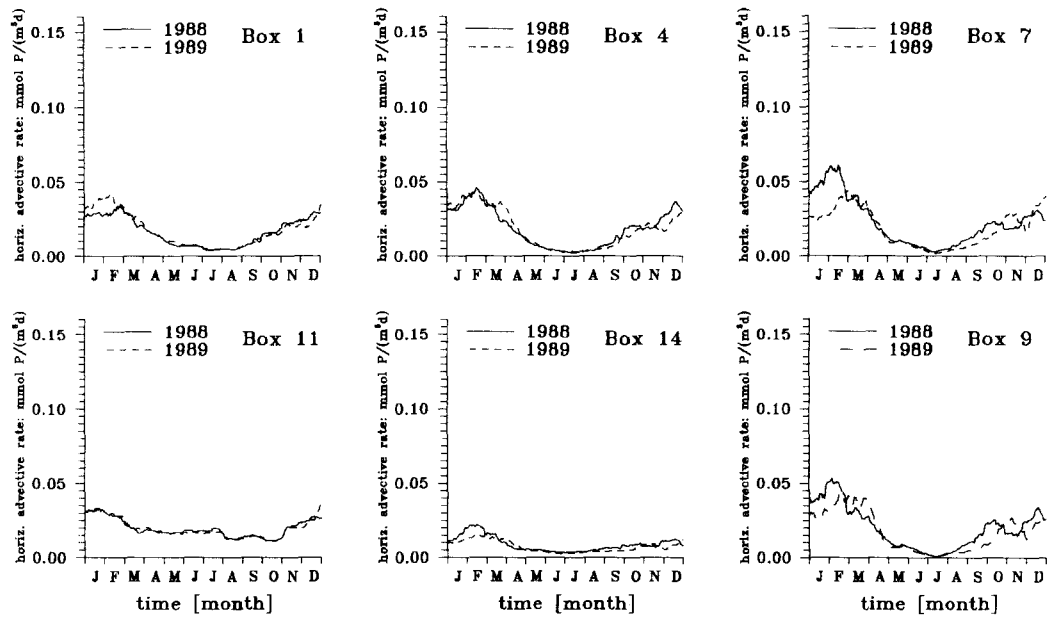 horiz. advective rate: mmol P/(m³d)
0.15
0.10
0.05
0.00
1988
1989
Box 1
J F M A M J J A S O N D
horiz. advective rate: mmol P/(m³d)
0.15
0.10
0.05
0.00
1988
1989
Box 4
J F M A M J J A S O N D
horiz. advective rate: mmol P/(m³d)
0.15
0.10
0.05
0.00
1988
1989
Box 7
J F M A M J J A S O N D
horiz. advective rate: mmol P/(m³d)
0.15
0.10
0.05
0.00
1988
1989
Box 11
J F M A M J J A S O N D
time [month]
horiz. advective rate: mmol P/(m³d)
0.15
0.10
0.05
0.00
1988
1989
Box 14
J F M A M J J A S O N D
time [month]
horiz. advective rate: mmol P/(m³d)
0.15
0.10
0.05
0.00
1988
1989
Box 9
J F M A M J J A S O N D
time [month]